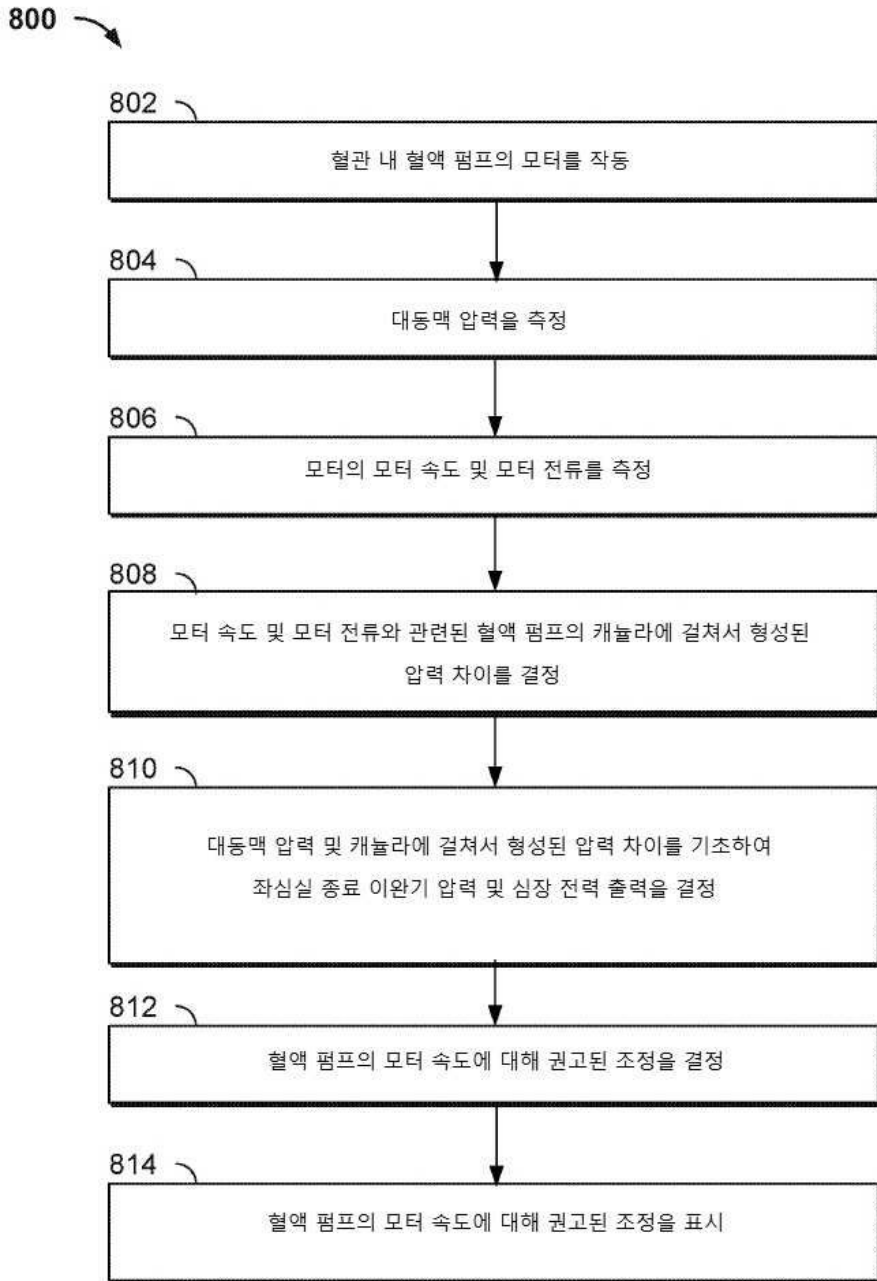 800
802
혈관 내 혈액 펌프의 모터를 작동
804
대동맥 압력을 측정
806
모터의 모터 속도 및 모터 전류를 측정
808
모터 속도 및 모터 전류와 관련된 혈액 펌프의 캐뉼라에 걸쳐서 형성된
압력 차이를 결정
810
대동맥 압력 및 캐뉼라에 걸쳐서 형성된 압력 차이를 기초하여
좌심실 종료 이완기 압력 및 심장 전력 출력을 결정
812
혈액 펌프의 모터 속도에 대해 권고된 조정을 결정
814
혈액 펌프의 모터 속도에 대해 권고된 조정을 표시